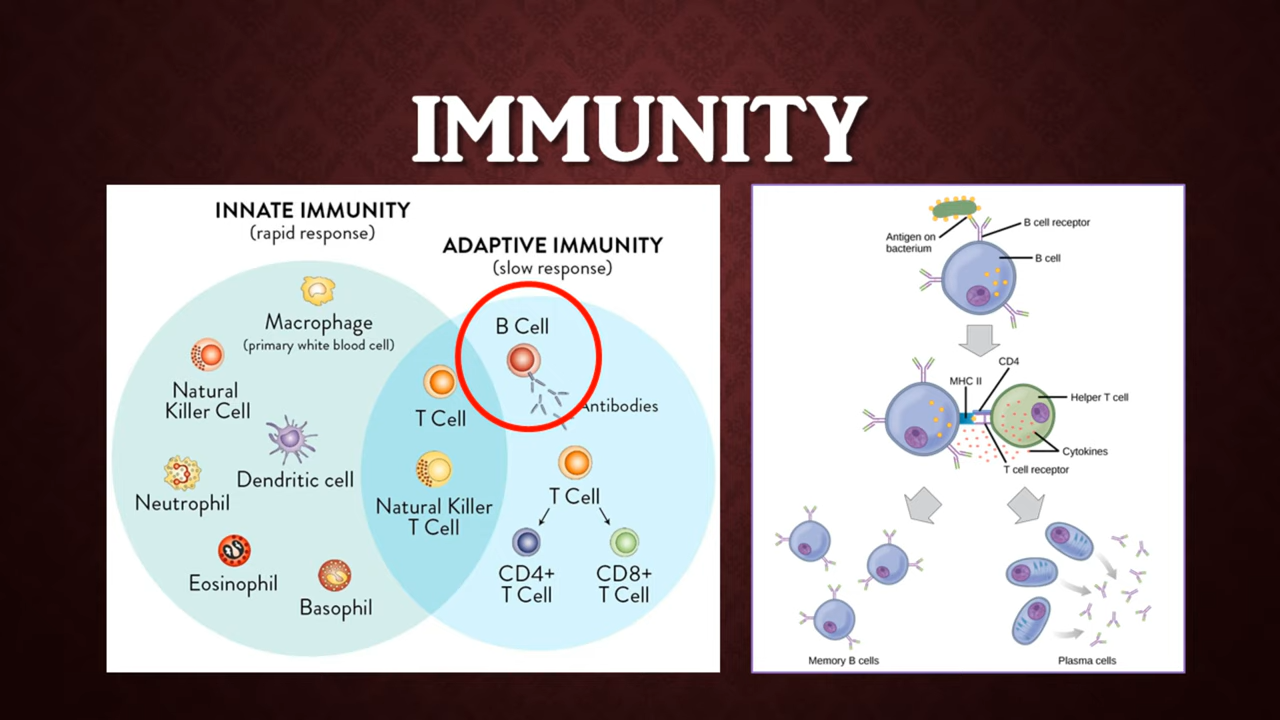 IMMUNITY
INNATE IMMUNITY
(rapid response)
ADAPTIVE IMMUNITY
(slow response)
Macrophage
(primary white blood cell)
B Cell
Natural
Killer Cell
T Cell
Antibodies
Dendritic cell
Neutrophil
Natural Killer
T Cell
T Cell
Eosinophil
Basophil
CD4+
T Cell
CD8+
T Cell
B cell receptor
Antigen on
bacterium
B cell
CD4
MHC II
Helper T cell
Cytokines
T cell receptor
Memory B cells
Plasma cells